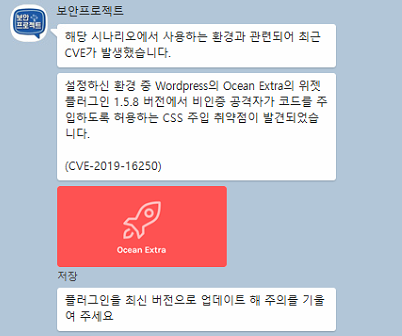 보안프로젝트
보안
프로젝트
해당 시나리오에서 사용하는 환경과 관련되어 최근
CVE가 발생했습니다.
설정하신 환경 중 Wordpress의 Ocean Extra의 위젯
플러그인 1.5.8 버전에서 비인증 공격자가 코드를 주
입하도록 허용하는 CSS 주입 취약점이 발견되었습
니다.
(CVE-2019-16250)
Ocean Extra
저장
플러그인을 최신 버전으로 업데이트 해 주의를 기울
여 주세요